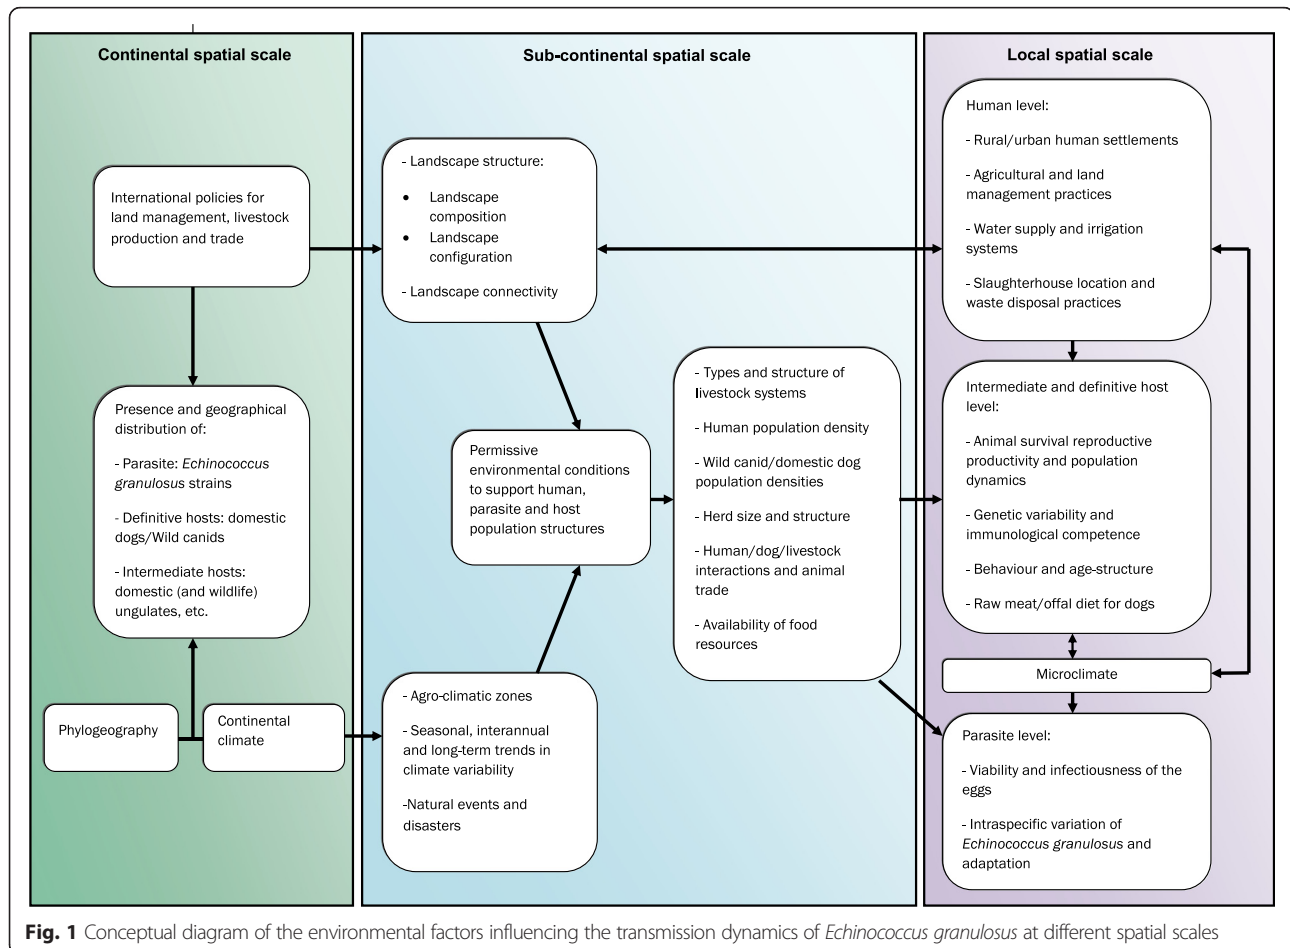 Continental spatial scale
International policies for
land management, livestock
production and trade
Presence and geographical
distribution of:
- Parasite: Echinococcus
granulosus strains
- Definitive hosts: domestic
dogs/Wild canids
- Intermediate hosts:
domestic (and wildlife)
ungulates, etc.
Phylogeography
Continental
climate
Sub-continental spatial scale
- Landscape structure:
• Landscape
composition
• Landscape
configuration
- Landscape connectivity
Permissive
environmental conditions
to support human,
parasite and host
population structures
- Agro-climatic zones
- Seasonal, interannual
and long-term trends in
climate variability
-Natural events and
disasters
- Types and structure of
livestock systems
- Human population density
- Wild canid/domestic dog
population densities
- Herd size and structure
- Human/dog/livestock
interactions and animal
trade
- Availability of food
resources
Local spatial scale
Human level:
- Rural/urban human settlements
- Agricultural and land
management practices
- Water supply and irrigation
systems
- Slaughterhouse location and
waste disposal practices
Intermediate and definitive host
level:
- Animal survival reproductive
productivity and population
dynamics
- Genetic variability and
immunological competence
- Behaviour and age-structure
- Raw meat/offal diet for dogs
Microclimate
Parasite level:
- Viability and infectiousness of the
eggs
- Intraspecific variation of
Echinococcus granulosus and
adaptation
Fig. 1 Conceptual diagram of the environmental factors influencing the transmission dynamics of Echinococcus granulosus at different spatial scales